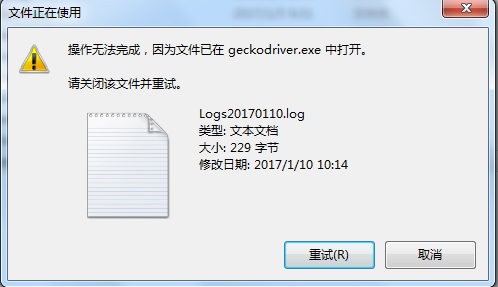 文件正在使用
操作无法完成，因为文件已在 geckodriver.exe 中打开。
请关闭该文件并重试。
Logs20170110.log
类型: 文本文档
大小: 229 字节
修改日期: 2017/1/10 10:14
重试(R)
取消